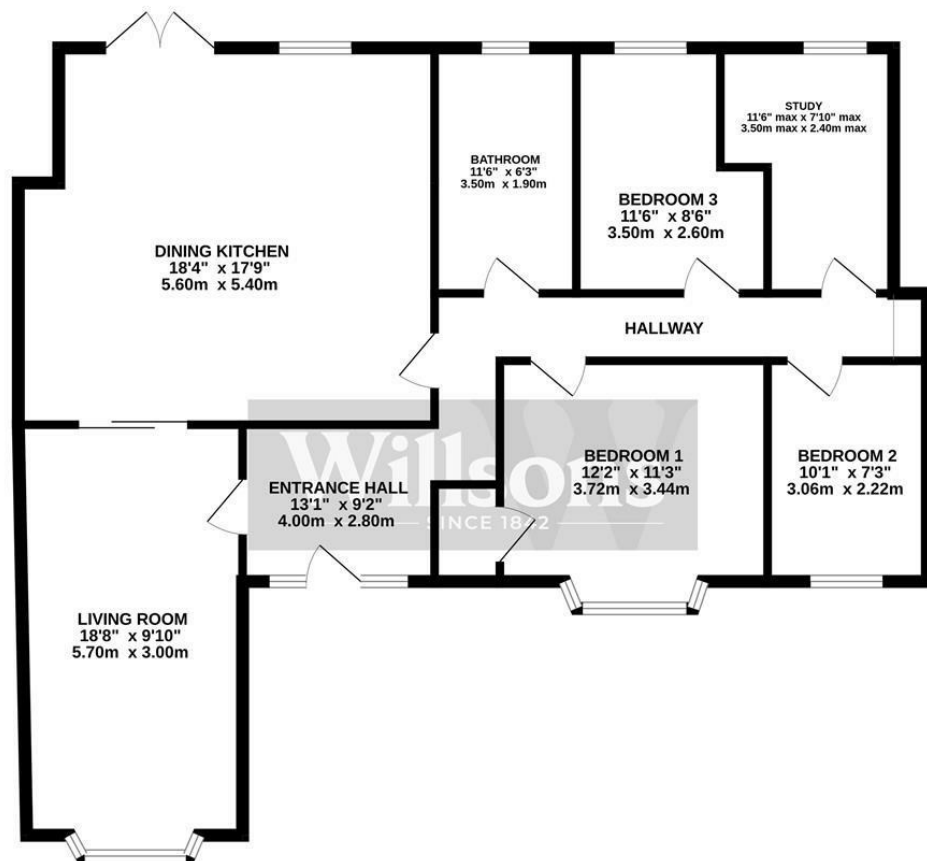 STUDY
11'6" max x 7'10" max
3.50m max x 2.40m max
BATHROOM
11'6" x 6'3"
3.50m x 1.90m
BEDROOM 3
11'6" x 8'6"
3.50m x 2.60m
DINING KITCHEN
18'4" x 17'9"
5.60m x 5.40m
HALLWAY
Willsons
SINCE 1842
BEDROOM 1
12'2" x 11'3"
3.72m x 3.44m
BEDROOM 2
10'1" x 7'3"
3.06m x 2.22m
ENTRANCE HALL
13'1" x 9'2"
4.00m x 2.80m
LIVING ROOM
18'8" x 9'10"
5.70m x 3.00m